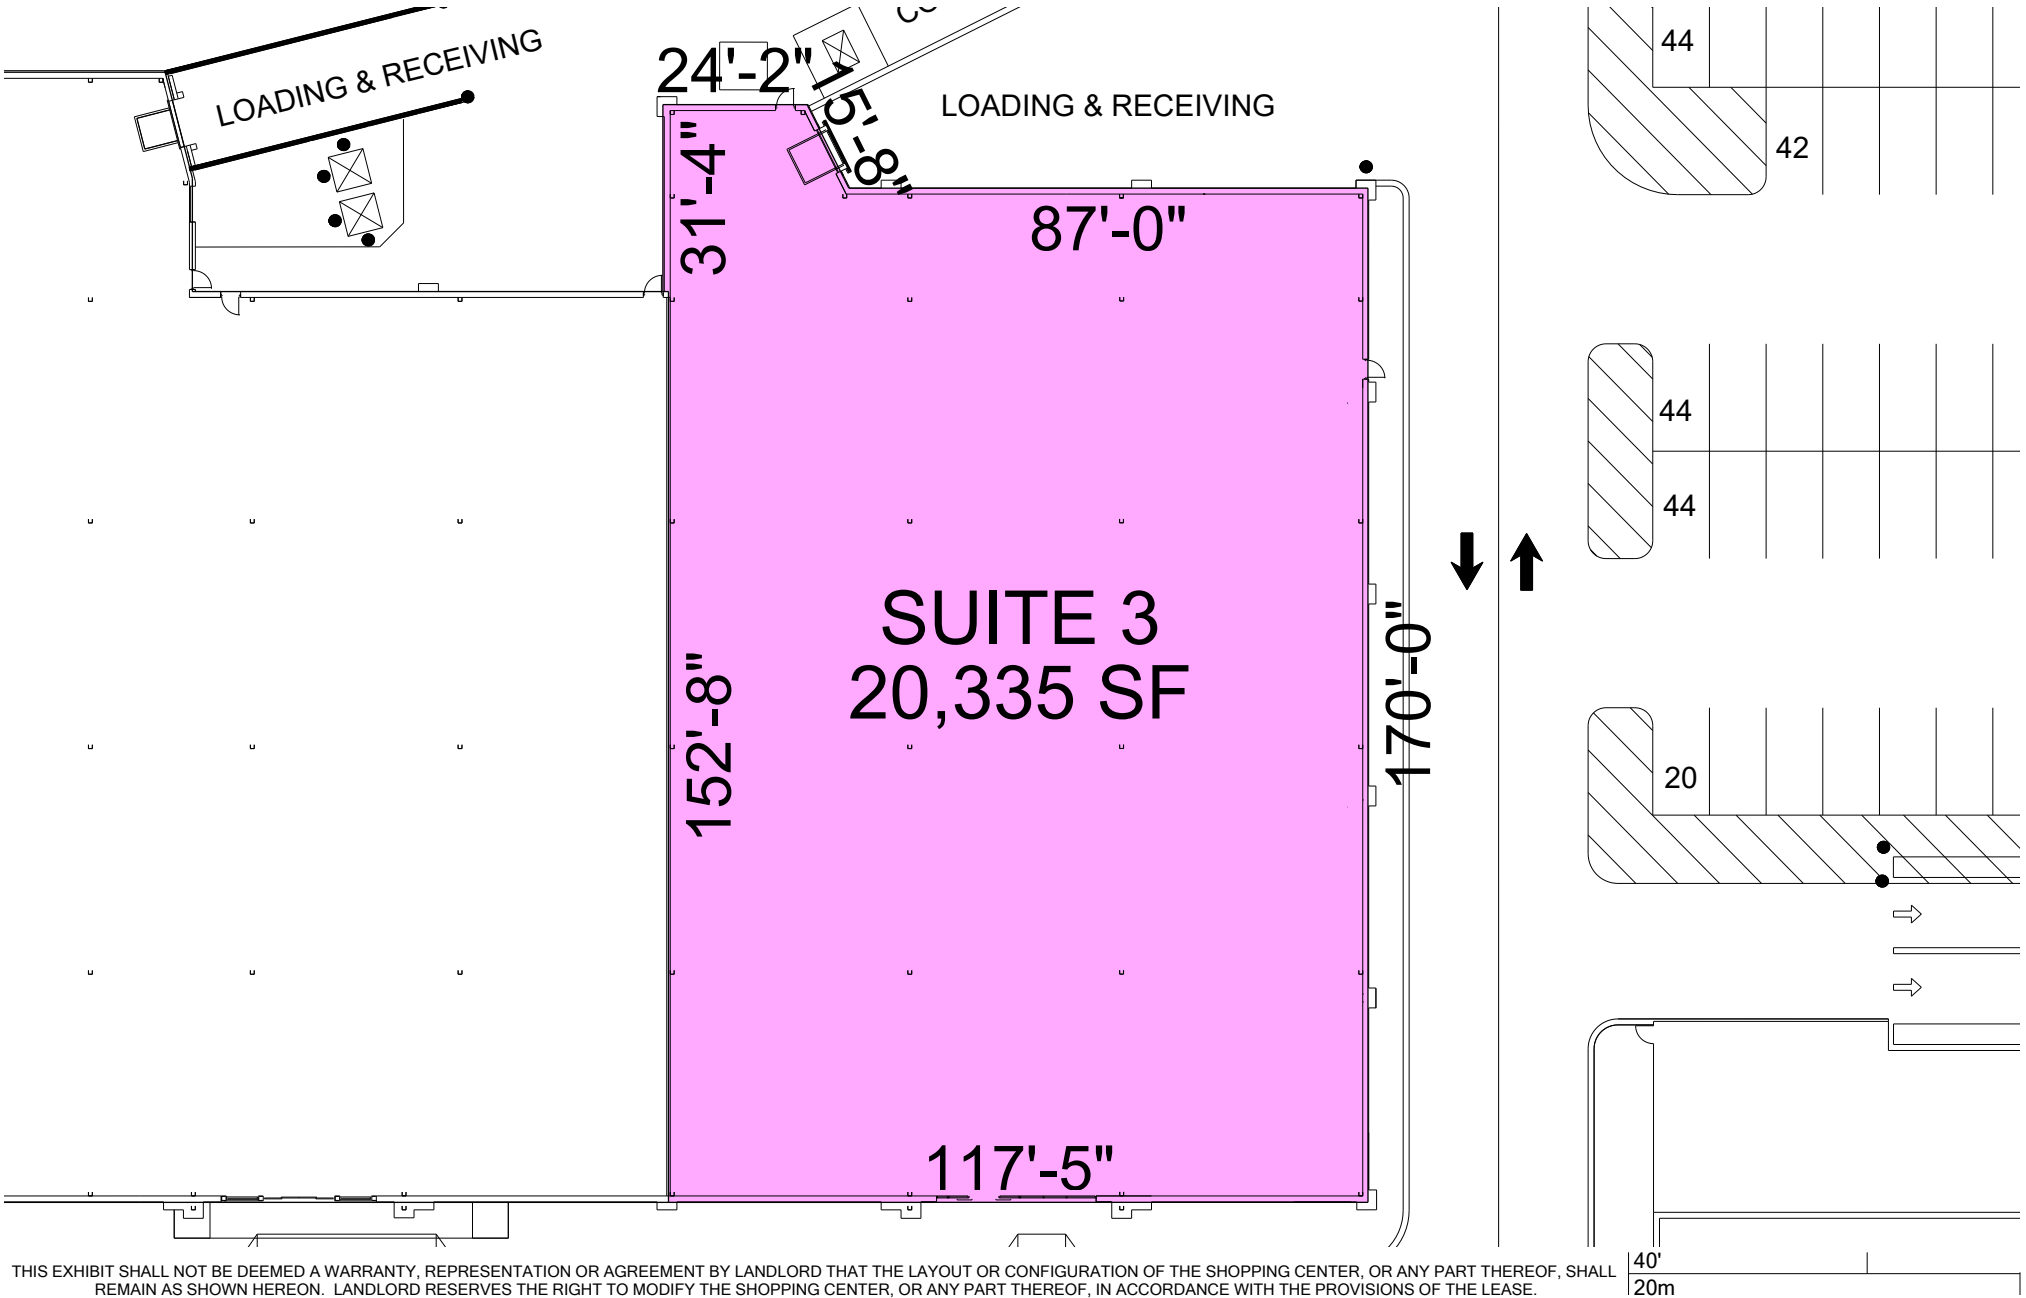 LOADING & RECEIVING
24'-2"
15'-8"
LOADING & RECEIVING
44
42
31'-4"
87'-0"
44
44
SUITE 3
20,335 SF
152'-8"
170'-0"
20
117'-5"
THIS EXHIBIT SHALL NOT BE DEEMED A WARRANTY, REPRESENTATION OR AGREEMENT BY LANDLORD THAT THE LAYOUT OR CONFIGURATION OF THE SHOPPING CENTER, OR ANY PART THEREOF, SHALL
REMAIN AS SHOWN HEREON. LANDLORD RESERVES THE RIGHT TO MODIFY THE SHOPPING CENTER, OR ANY PART THEREOF, IN ACCORDANCE WITH THE PROVISIONS OF THE LEASE.
40'
20m